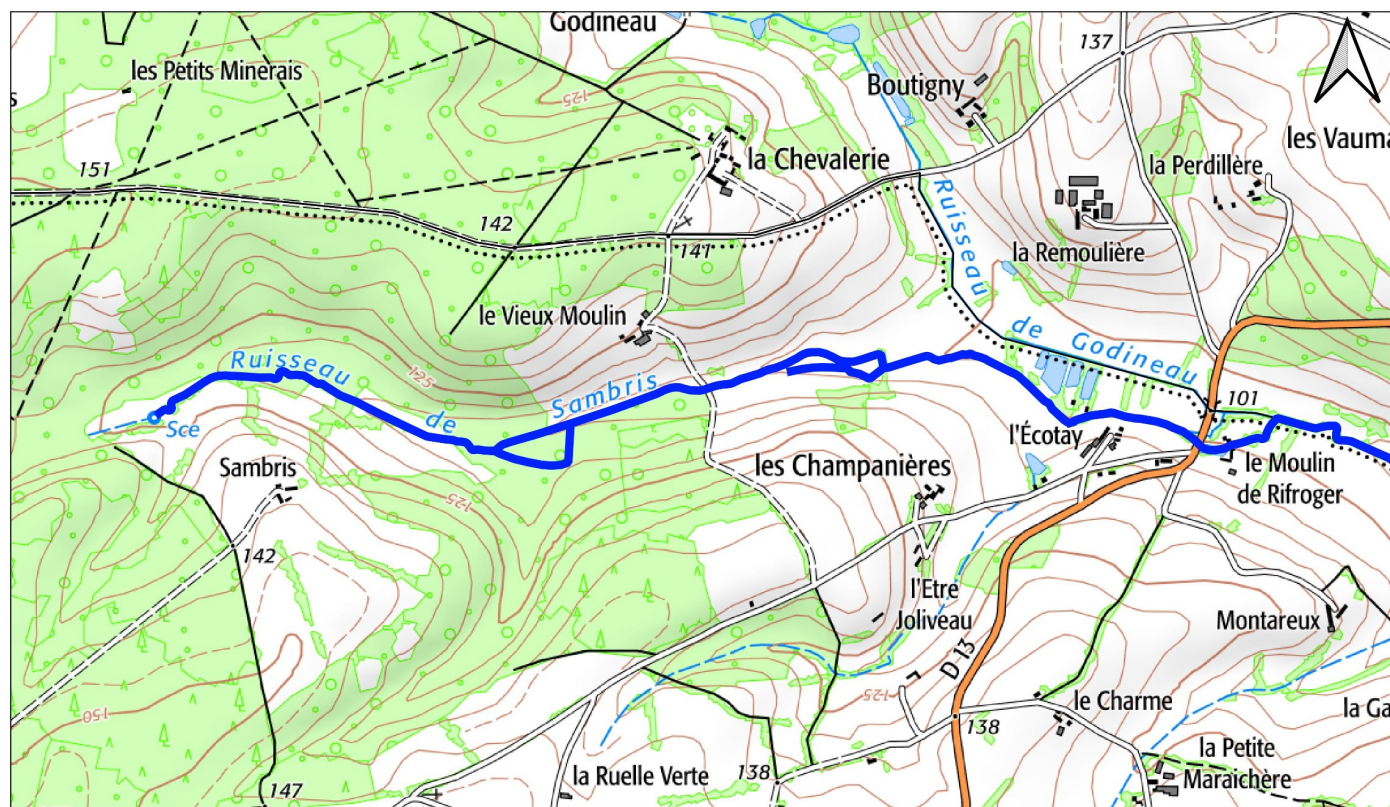 Godineau
137
les Petits Minerais
125
Boutigny
les Vauma
la Chevalerie
la Perdillère
151
Ruisseau
142
141
la Remoulière
le Vieux Moulin
de Godineau
Ruisseau
125
de
Sambris
101
Sce
l'Écotay
Sambris
les Champanières
le Moulin
de Rifroger
125
142
l'Etre
Joliveau
Montareux
D 13
125
le Charme
150
138
la Ga
la Petite
Maraichère
la Ruelle Verte
138
147